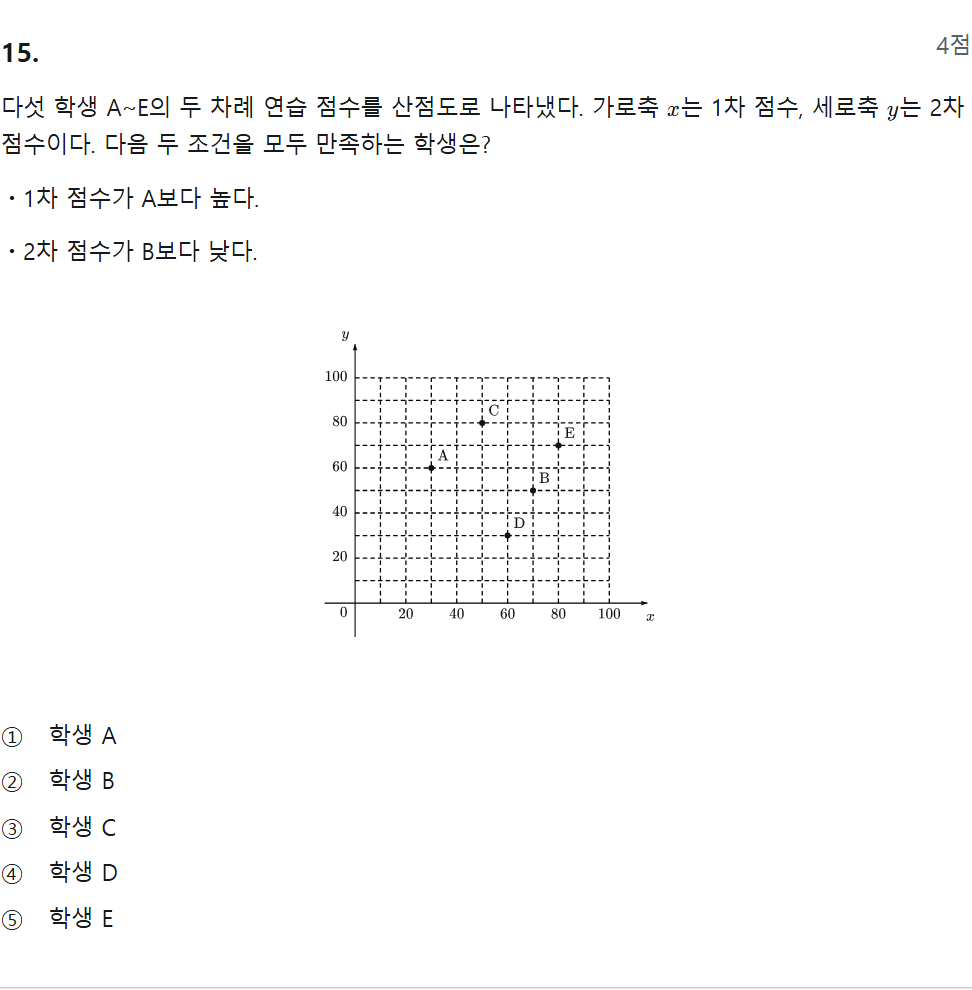 15.
4점
다섯 학생 A~E의 두 차례 연습 점수를 산점도로 나타냈다. 가로축 x는 1차 점수, 세로축 y는 2차
점수이다. 다음 두 조건을 모두 만족하는 학생은?
· 1차 점수가 A보다 높다.
· 2차 점수가 B보다 낮다.
y
100
C
80
E
A
60
B
40
D
20
0 20 40 60 80 100 x
① 학생 A
② 학생 B
③ 학생 C
④ 학생 D
⑤ 학생 E